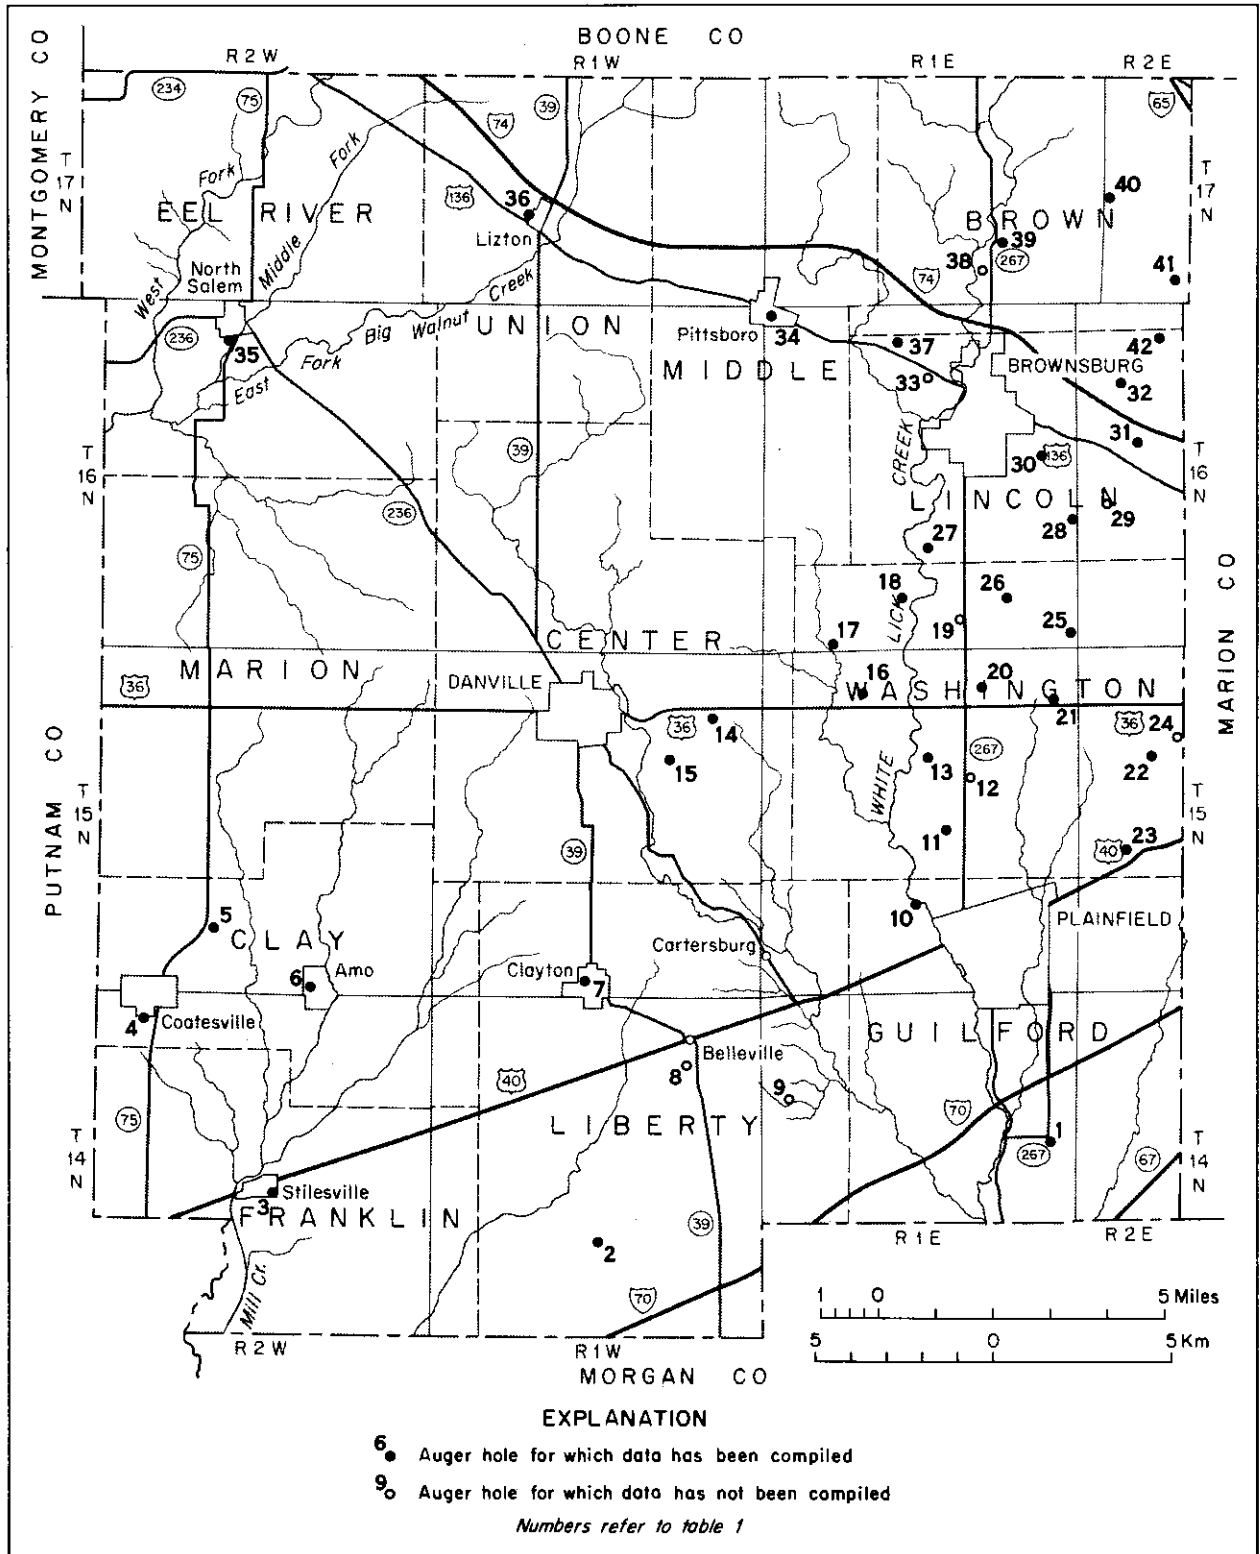 BOONE CO
R 2 W
R 1 W
R 1 E
R 2 E
MONTGOMERY CO
234
75
39
74
65
T
17
N
T
17
N
West
Fork
Middle
Fork
EEL RIVER
136
36
Lizton
BROWN
40
39
38
267
41
74
North
Salem
Big Walnut Creek
UNION
236
35
East
Fork
Pittsboro
34
MIDDLE
37
33
BROWNSBURG
42
32
31
30
136
T
16
N
T
16
N
39
236
CREEK
LINCOLN
29
28
27
75
18
LICK
26
19
25
17
CENTER
MARION
36
DANVILLE
16
20
WASHINGTON
21
36
24
MARION CO
36
14
15
13
267
12
22
PUTNAM CO
T
15
N
T
15
N
WHITE
39
11
40
23
5
CLAY
10
PLAINFIELD
Cartersburg
6
Amo
Clayton
7
4
Coatesville
GUILFORD
Belleville
8
9
40
75
LIBERTY
70
1
267
67
T
14
N
T
14
N
Stilesville
3
FRANKLIN
2
39
70
Mill Cr.
R 1 E
R 2 E
1 0 5 Miles
5 0 5 Km
R 2 W
R 1 W
MORGAN CO
EXPLANATION
6 Auger hole for which data has been compiled
9 Auger hole for which data has not been compiled
Numbers refer to table 1